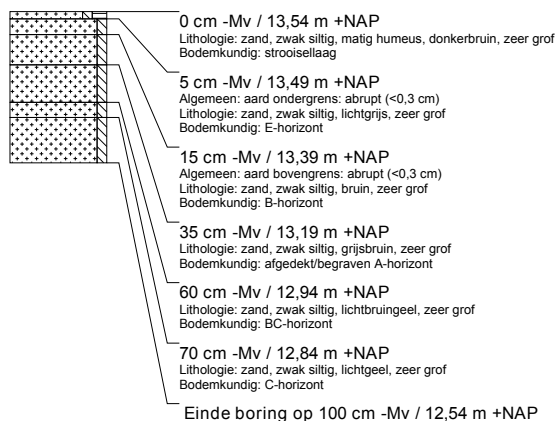 0 cm -Mv / 13,54 m +NAP
Lithologie: zand, zwak siltig, matig humeus, donkerbruin, zeer grof
Bodemkundig: strooisellaag
5 cm -Mv / 13,49 m +NAP
Algemeen: aard ondergrens: abrupt (<0,3 cm)
Lithologie: zand, zwak siltig, lichtgrijs, zeer grof
Bodemkundig: E-horizont
15 cm -Mv / 13,39 m +NAP
Algemeen: aard bovengrens: abrupt (<0,3 cm)
Lithologie: zand, zwak siltig, bruin, zeer grof
Bodemkundig: B-horizont
35 cm -Mv / 13,19 m +NAP
Lithologie: zand, zwak siltig, grijsbruin, zeer grof
Bodemkundig: afgedekt/begraven A-horizont
60 cm -Mv / 12,94 m +NAP
Lithologie: zand, zwak siltig, lichtbruingeel, zeer grof
Bodemkundig: BC-horizont
70 cm -Mv / 12,84 m +NAP
Lithologie: zand, zwak siltig, lichtgeel, zeer grof
Bodemkundig: C-horizont
Einde boring op 100 cm -Mv / 12,54 m +NAP